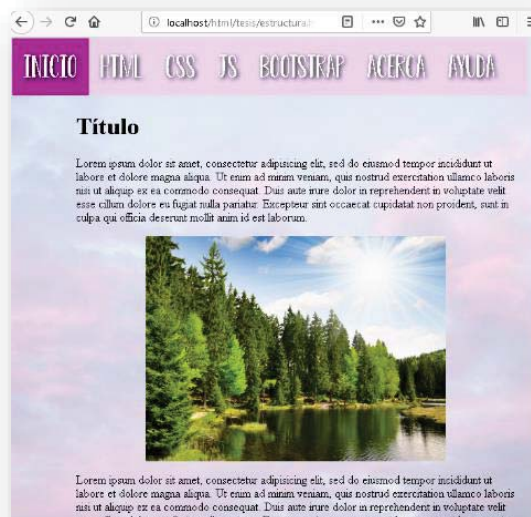 localhost/html/tesis/estructura.h
INICIO HTML CSS JS BOOTSTRAP ACERCA AYUDA
Título
Lorem ipsum dolor sit amet, consectetur adipisicing elit, sed do eiusmod tempor incididunt ut
labore et dolore magna aliqua. Ut enim ad minim veniam, quis nostrud exercitation ullamco laboris
nisi ut aliquip ex ea commodo consequat. Duis aute irure dolor in reprehenderit in voluptate velit
esse cillum dolore eu fugiat nulla pariatur. Excepteur sint occaecat cupidatat non proident, sunt in
culpa qui officia deserunt mollit anim id est laborum.
Lorem ipsum dolor sit amet, consectetur adipisicing elit, sed do eiusmod tempor incididunt ut
labore et dolore magna aliqua. Ut enim ad minim veniam, quis nostrud exercitation ullamco laboris
nisi ut aliquip ex ea commodo consequat. Duis aute irure dolor in reprehenderit in voluptate velit